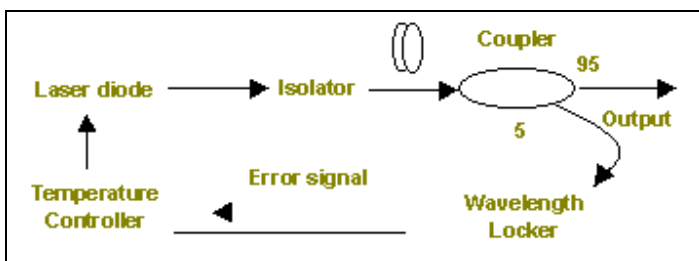 Coupler
95
Laser diode
Isolator
Output
5
Error signal
Temperature
Controller
Wavelength
Locker